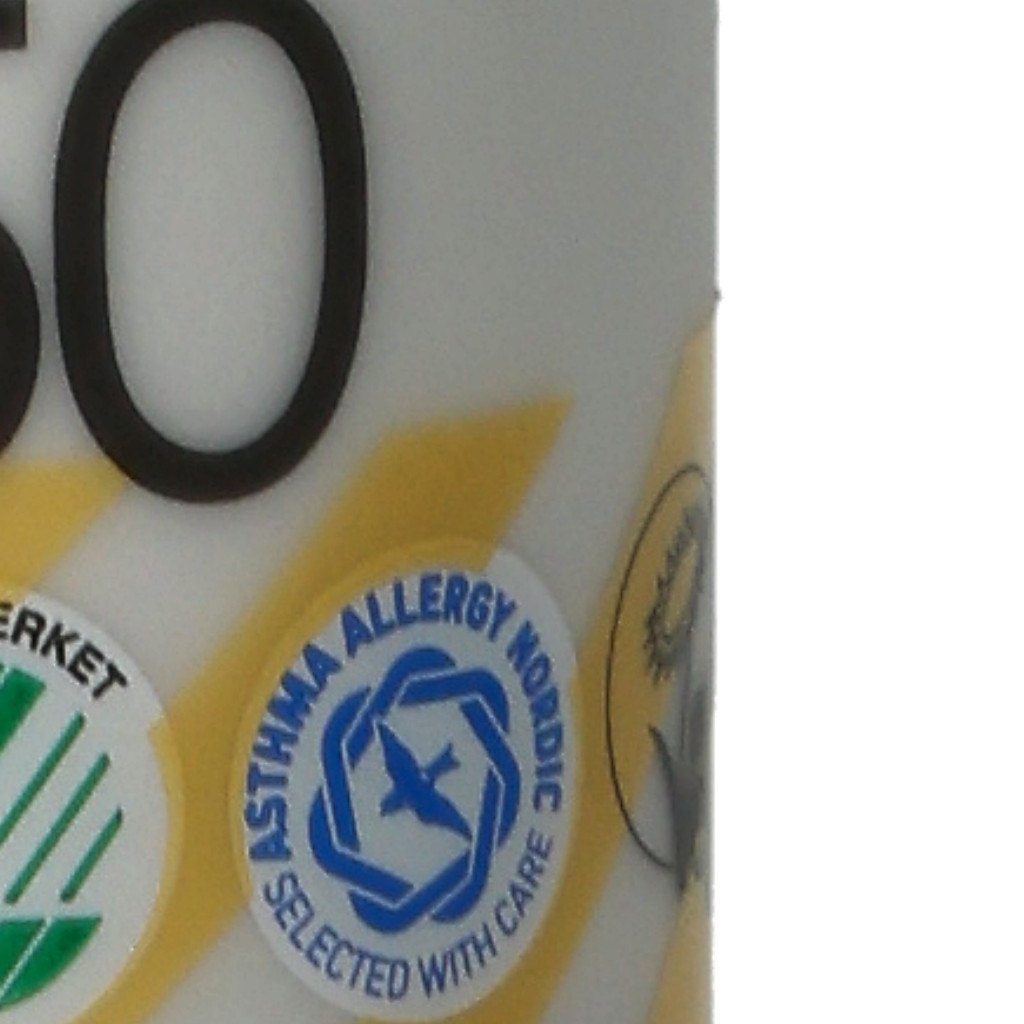 50
ERKET
ASTHMA ALLERGY NORDIC
SELECTED WITH CARE